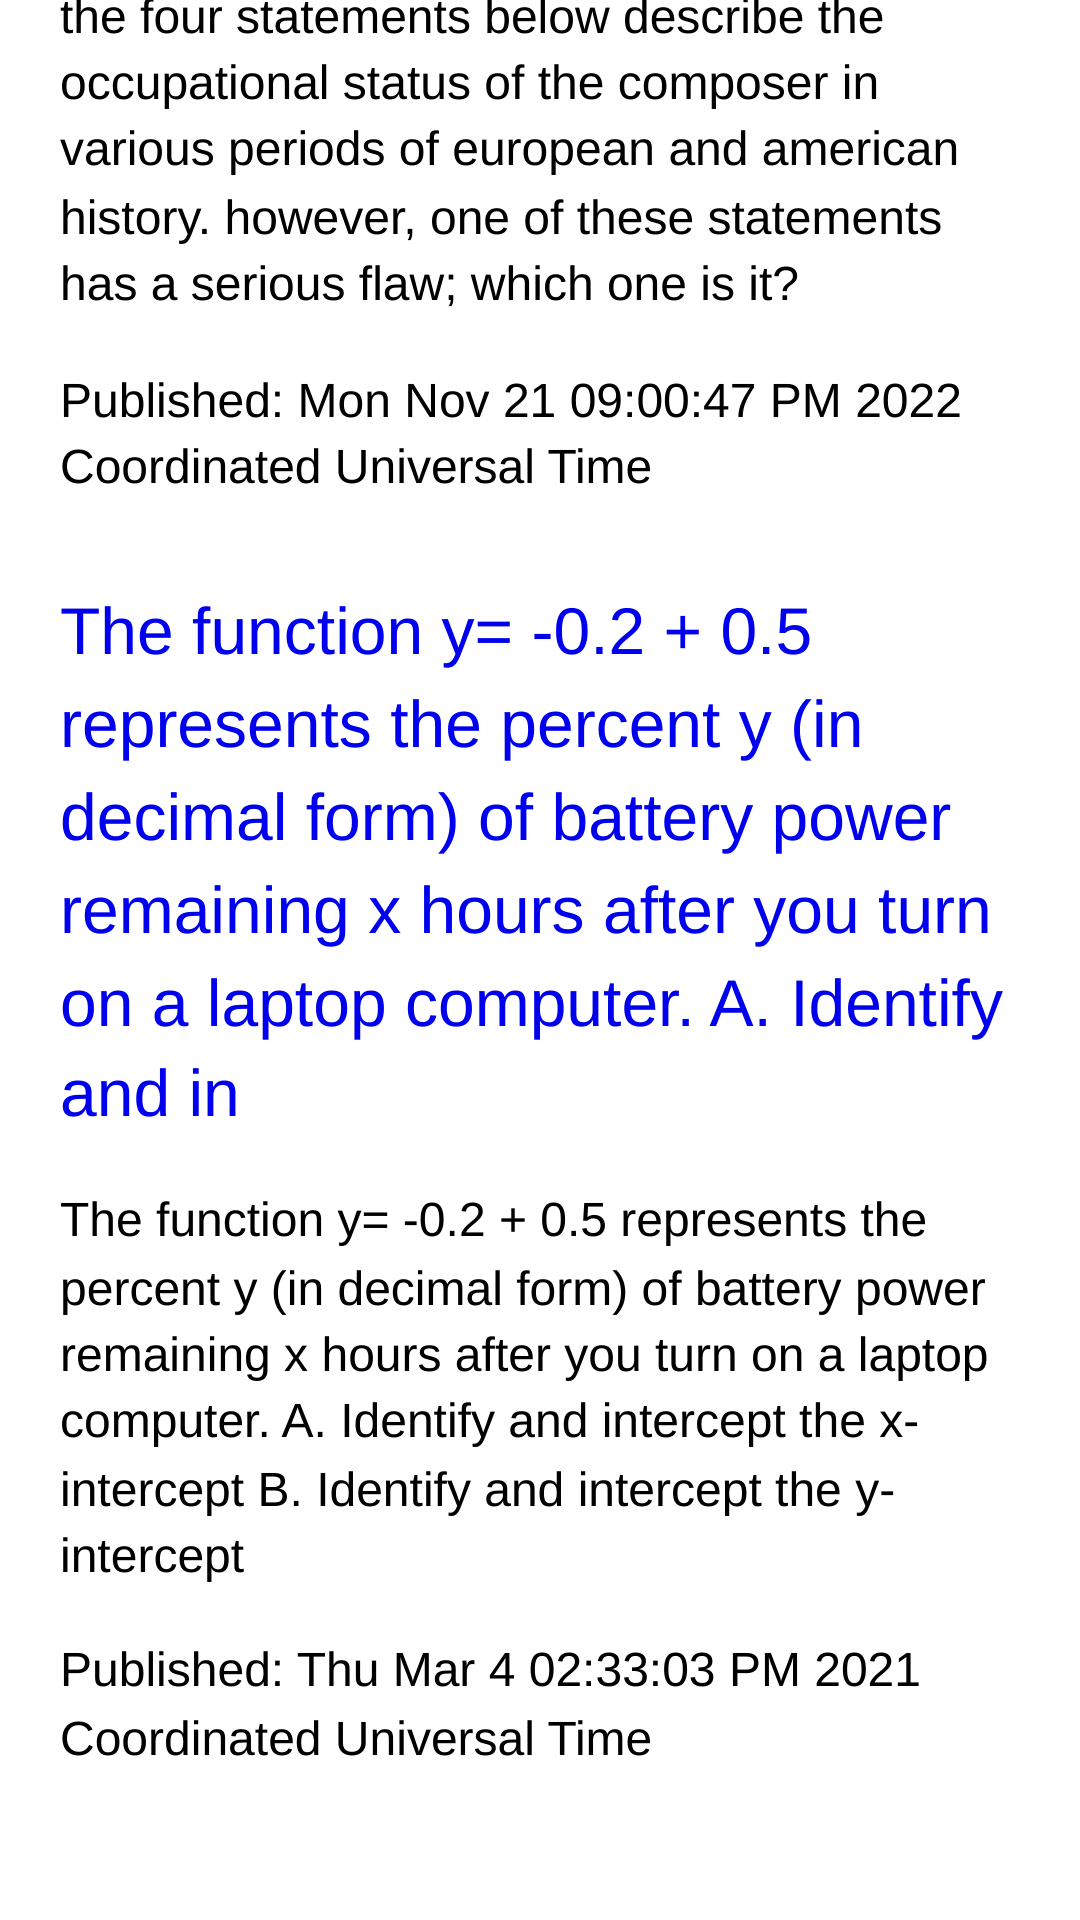 the four statements below describe the
occupational status of the composer in
various periods of european and american
history. however, one of these statements
has a serious flaw; which one is it?
Published: Mon Nov 21 09:00:47 PM 2022
Coordinated Universal Time
The function y= -0.2 + 0.5
represents the percent y (in
decimal form) of battery power
remaining x hours after you turn
on a laptop computer. A. Identify
and in
The function y= -0.2 + 0.5 represents the
percent y (in decimal form) of battery power
remaining x hours after you turn on a laptop
computer. A. Identify and intercept the x-
intercept B. Identify and intercept the y-
intercept
Published: Thu Mar 4 02:33:03 PM 2021
Coordinated Universal Time